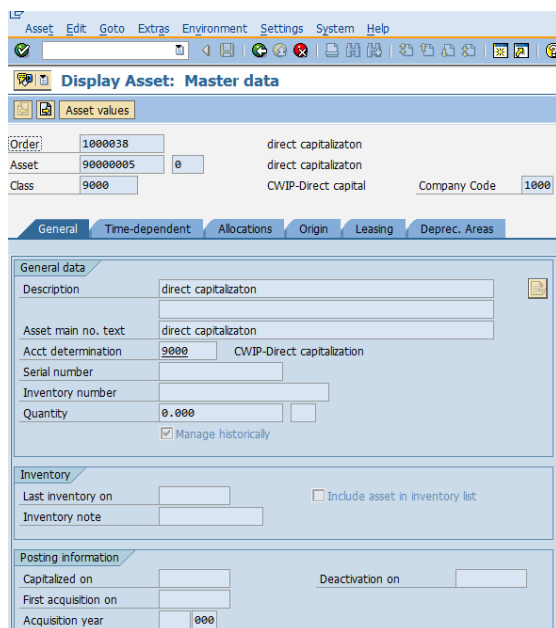 Asset Edit Goto Extras Environment Settings System Help
Display Asset: Master data
Asset values
Order 1000038 direct capitalizaton
Asset 90000005 0 direct capitalizaton
Class 9000 CWIP-Direct capital Company Code 1000
General Time-dependent Allocations Origin Leasing Deprec. Areas
General data
Description direct capitalizaton
Asset main no. text direct capitalizaton
Acct determination 9000 CWIP-Direct capitalization
Serial number
Inventory number
Quantity 0.000
Manage historically
Inventory
Last inventory on Include asset in inventory list
Inventory note
Posting information
Capitalized on Deactivation on
First acquisition on
Acquisition year 000